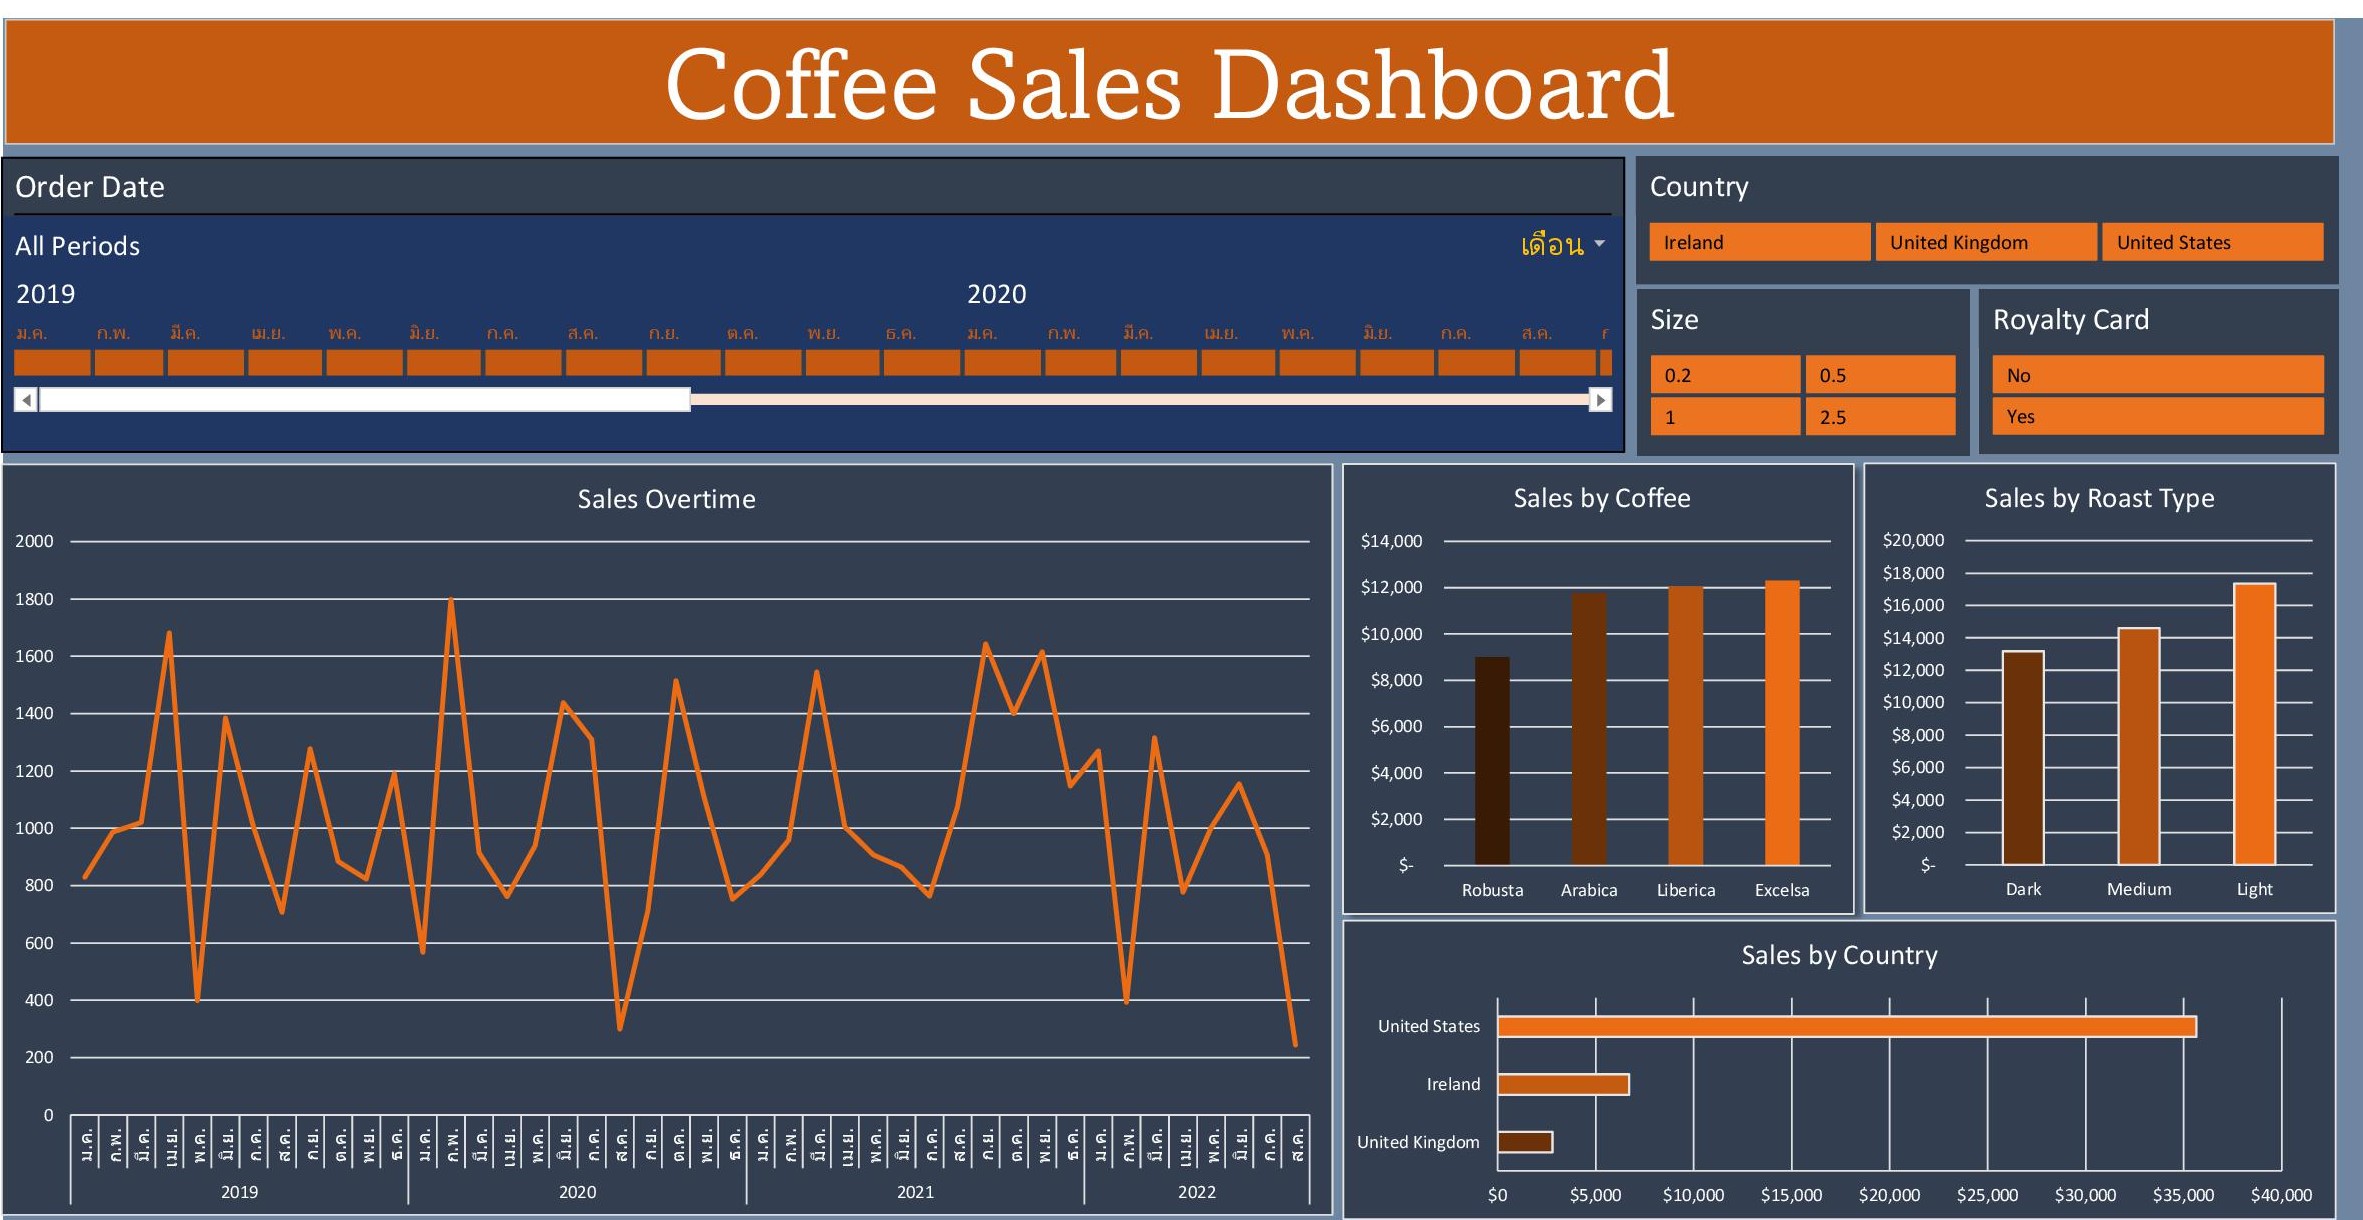 Coffee Sales Dashboard
Order Date
All Periods
เดือน
2019 2020
ม.ค. ก.พ. มี.ค. เม.ย. พ.ค. มิ.ย. ก.ค. ส.ค. ก.ย. ต.ค. พ.ย. ธ.ค. ม.ค. ก.พ. มี.ค. เม.ย. พ.ค. มิ.ย. ก.ค. ส.ค.
Country
Ireland United Kingdom United States
Size
0.2 0.5
1 2.5
Royalty Card
No
Yes
Sales Overtime
2000
1800
1600
1400
1200
1000
800
600
400
200
0
ม.ค. ก.พ. มี.ค. เม.ย. พ.ค. มิ.ย. ก.ค. ส.ค. ก.ย. ต.ค. พ.ย. ธ.ค. ม.ค. ก.พ. มี.ค. เม.ย. พ.ค. มิ.ย. ก.ค. ส.ค. ก.ย. ต.ค. พ.ย. ธ.ค. ม.ค. ก.พ. มี.ค. เม.ย. พ.ค. มิ.ย. ก.ค. ส.ค. ก.ย. ต.ค. พ.ย. ธ.ค. ม.ค. ก.พ. มี.ค. เม.ย. พ.ค. มิ.ย. ก.ค. ส.ค.
2019 2020 2021 2022
Sales by Coffee
$14,000
$12,000
$10,000
$8,000
$6,000
$4,000
$2,000
$-
Robusta Arabica Liberica Excelsa
Sales by Roast Type
$20,000
$18,000
$16,000
$14,000
$12,000
$10,000
$8,000
$6,000
$4,000
$2,000
$-
Dark Medium Light
Sales by Country
United States
Ireland
United Kingdom
$0 $5,000 $10,000 $15,000 $20,000 $25,000 $30,000 $35,000 $40,000